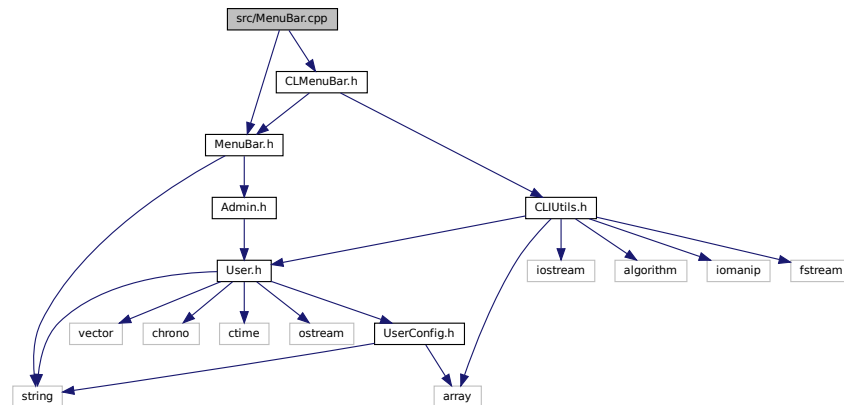 src/MenuBar.cpp
CLMenuBar.h
MenuBar.h
Admin.h
CLIUtils.h
User.h
iostream
algorithm
iomanip
fstream
vector
chrono
ctime
ostream
UserConfig.h
string
array